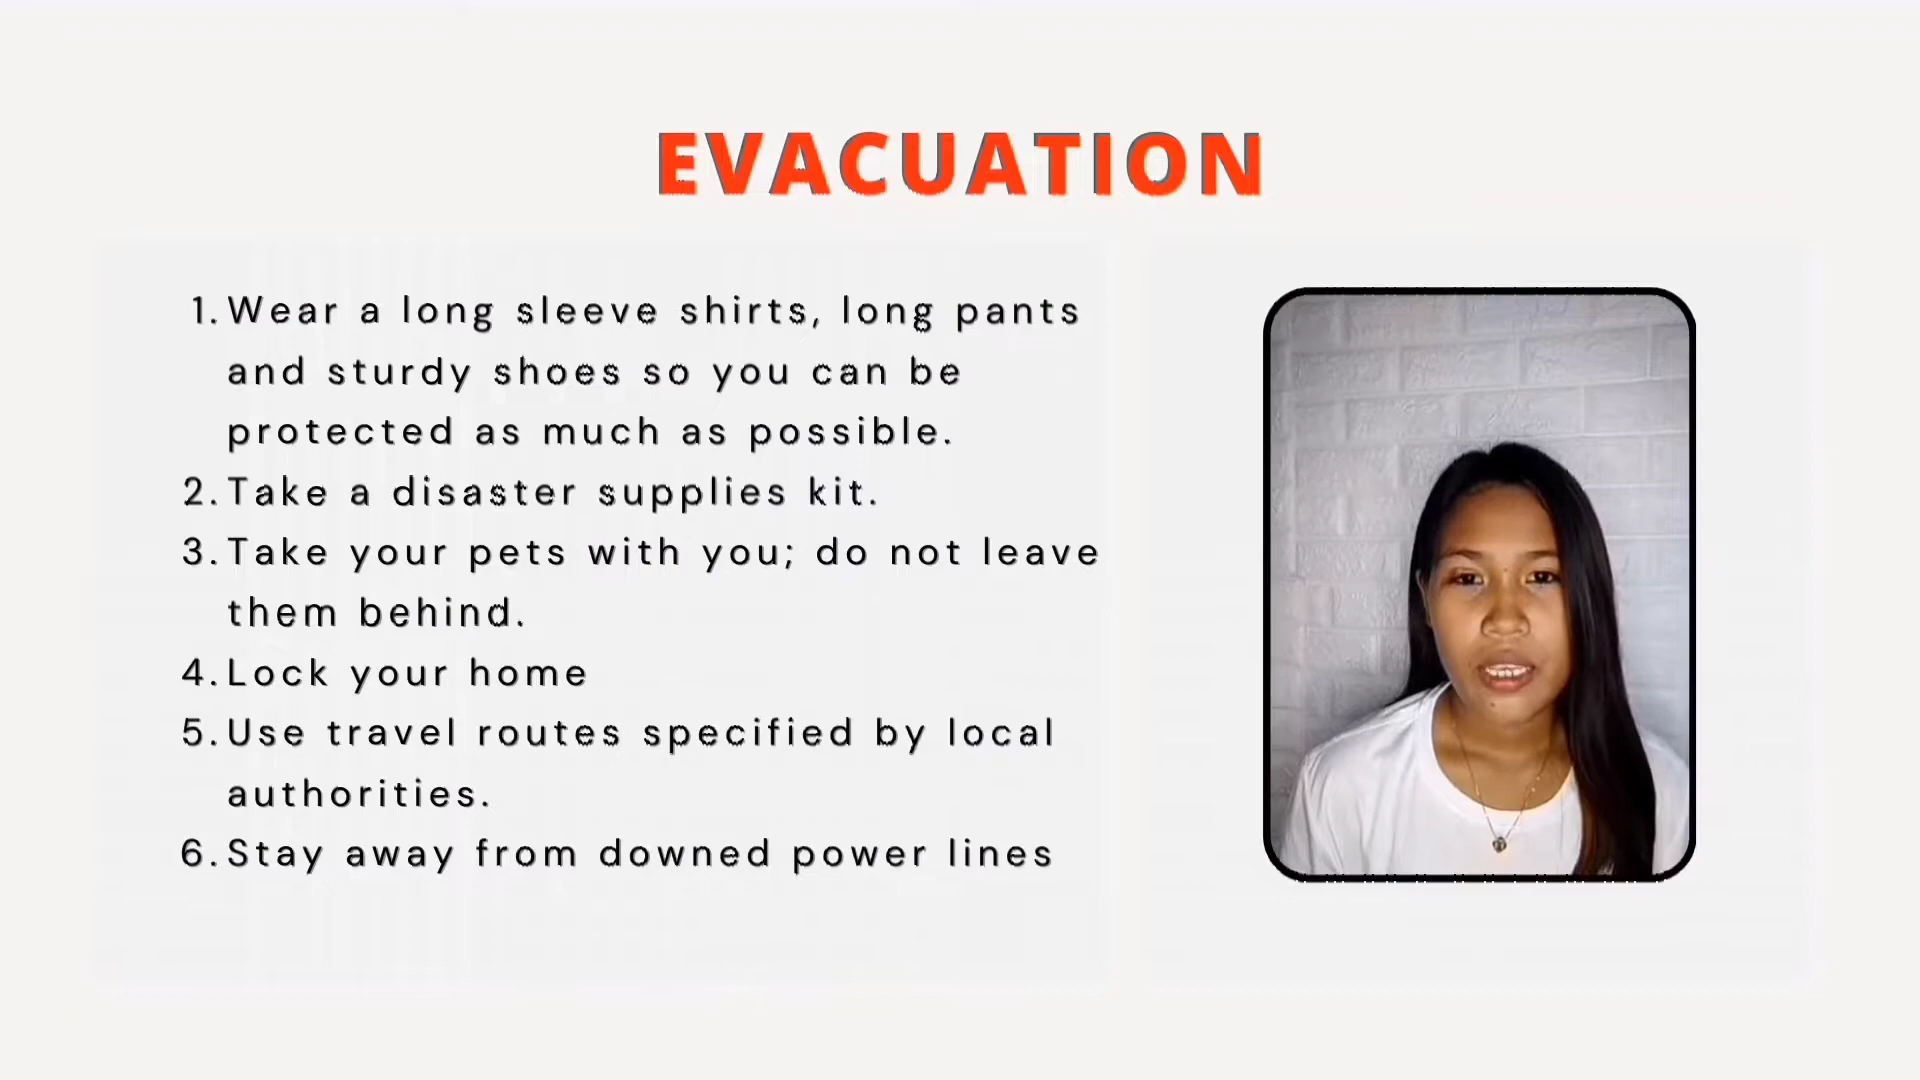 EVACUATION
1. Wear a long sleeve shirts, long pants
and sturdy shoes so you can be
protected as much as possible.
2. Take a disaster supplies kit.
3. Take your pets with you; do not leave
them behind.
4. Lock your home
5. Use travel routes specified by local
authorities.
6. Stay away from downed power lines